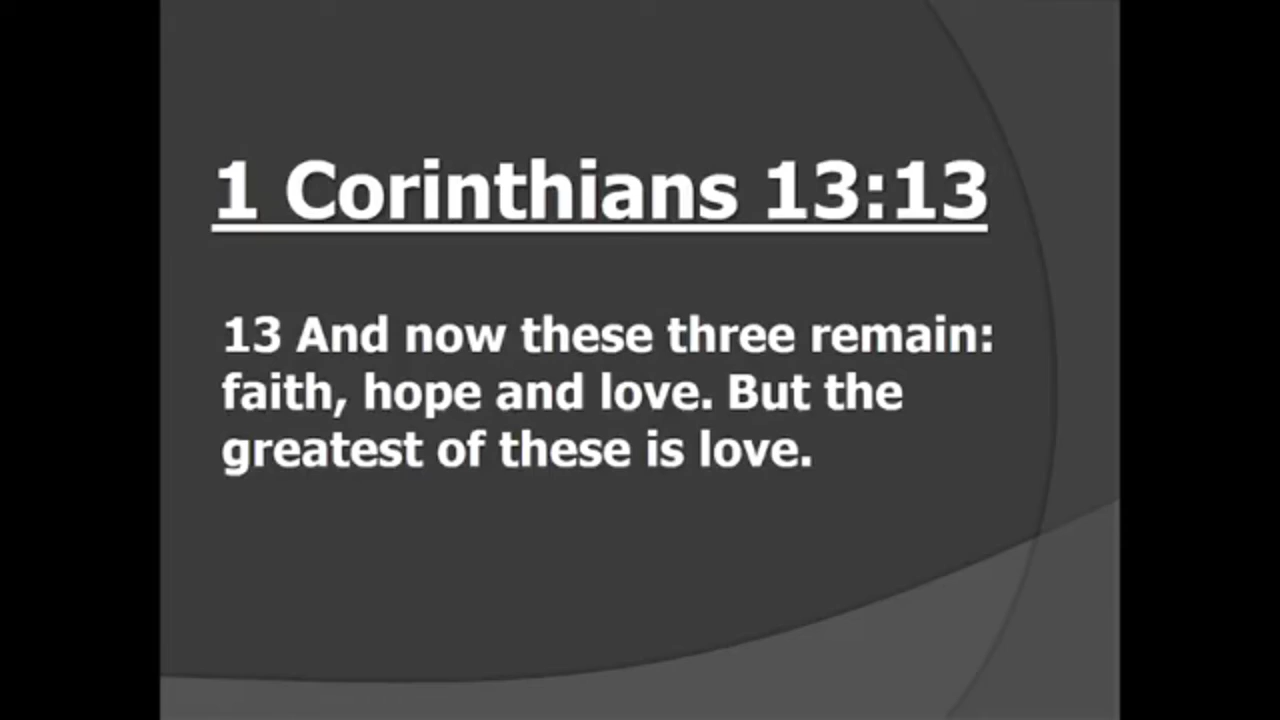 1 Corinthians 13:13
13 And now these three remain:
faith, hope and love. But the
greatest of these is love.